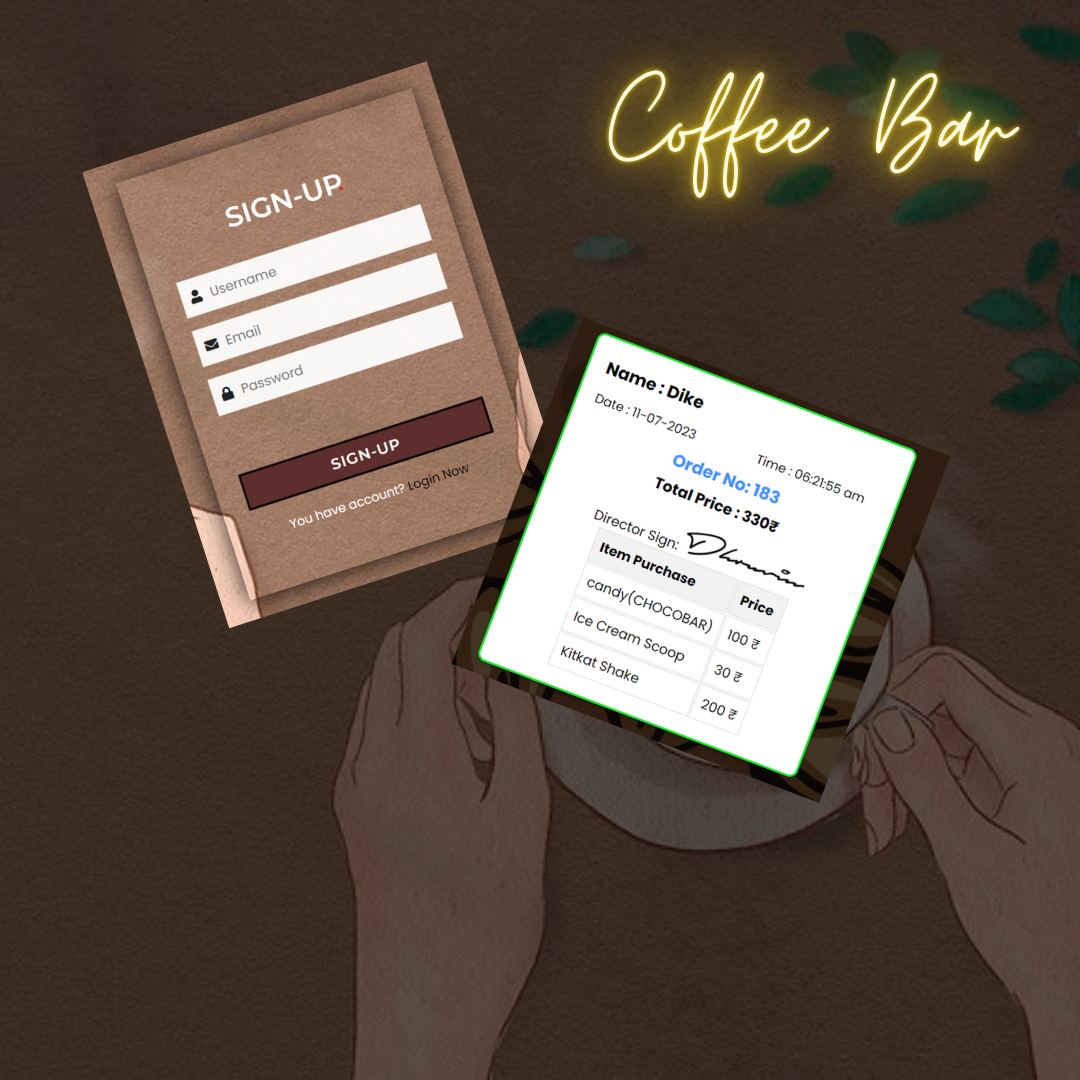 Coffee Bar
SIGN-UP.
Username
Email
Password
SIGN-UP
You have account? Login Now
Name : Dike
Date : 11-07-2023
Time : 06:21:55 am
Order No: 183
Total Price : 330₹
Director Sign:
Item Purchase Price
candy(CHOCOBAR) 100 ₹
Ice Cream Scoop 30 ₹
Kitkat Shake 200 ₹